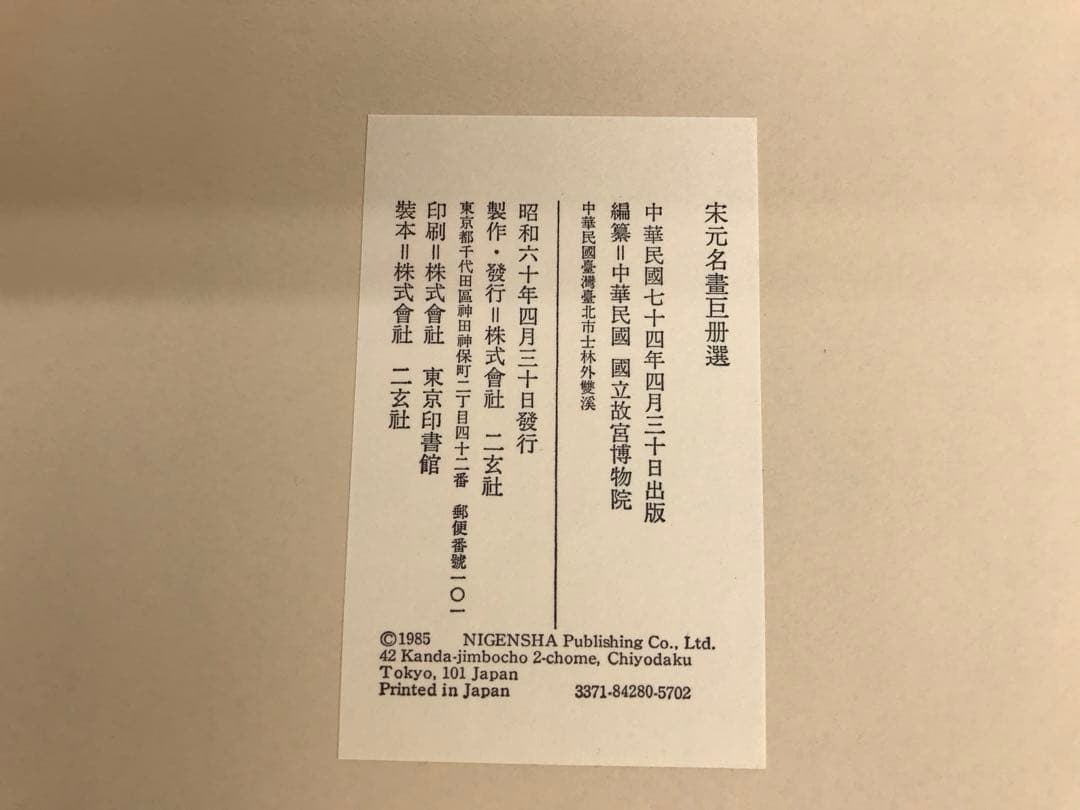 宋元名畫巨册選
中華民國七十四年四月三十日出版
編纂＝中華民國　國立故宮博物院
中華民國臺灣臺北市士林外雙溪
昭和六十年四月三十日發行
製作・發行＝株式會社　二玄社
東京都千代田區神田神保町二丁目四十二番　郵便番號一〇一
印刷＝株式會社　東京印書館
裝本＝株式會社　二玄社
©1985 NIGENSHA Publishing Co., Ltd.
42 Kanda-jimbocho 2-chome, Chiyodaku
Tokyo, 101 Japan
Printed in Japan 3371-84280-5702